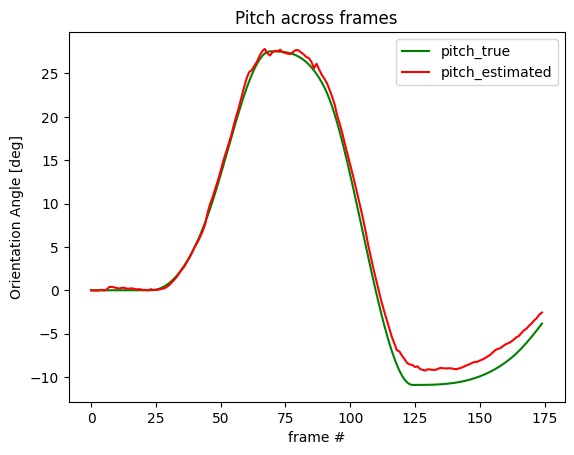 Pitch across frames
pitch_true
pitch_estimated
Orientation Angle [deg]
25
20
15
10
5
0
−5
−10
0 25 50 75 100 125 150 175
frame #